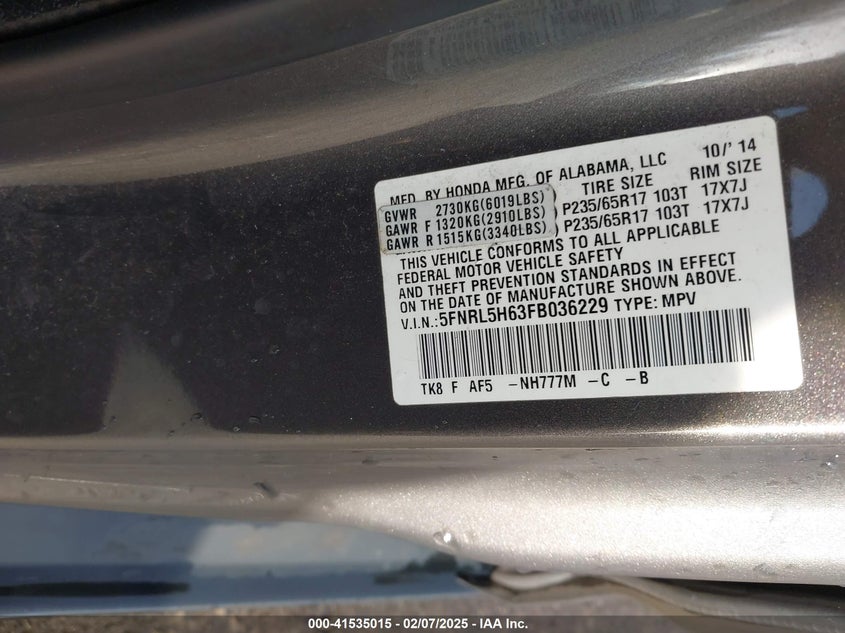 MFD. BY HONDA MFG. OF ALABAMA, LLC 10/'14
TIRE SIZE RIM SIZE
GVWR 2730KG(6019LBS)
GAWR F 1320KG(2910LBS) P235/65R17 103T 17X7J
GAWR R 1515KG(3340LBS) P235/65R17 103T 17X7J
THIS VEHICLE CONFORMS TO ALL APPLICABLE
FEDERAL MOTOR VEHICLE SAFETY
AND THEFT PREVENTION STANDARDS IN EFFECT
ON THE DATE OF MANUFACTURE SHOWN ABOVE.
V.I.N.: 5FNRL5H63FB036229 TYPE: MPV
TK8 F AF5 -NH777M -C -B
000-41535015 — 02/07/2025 — IAA Inc.